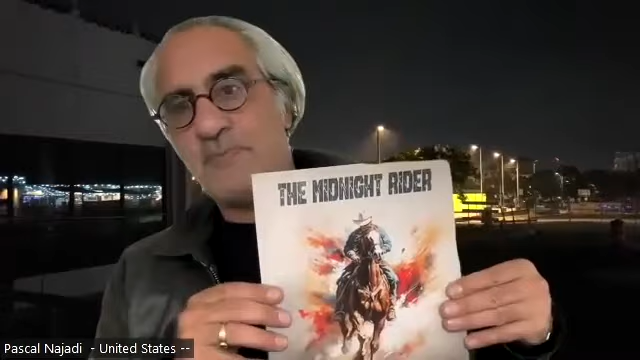 THE MIDNIGHT RIDER
Pascal Najadi  - United States --